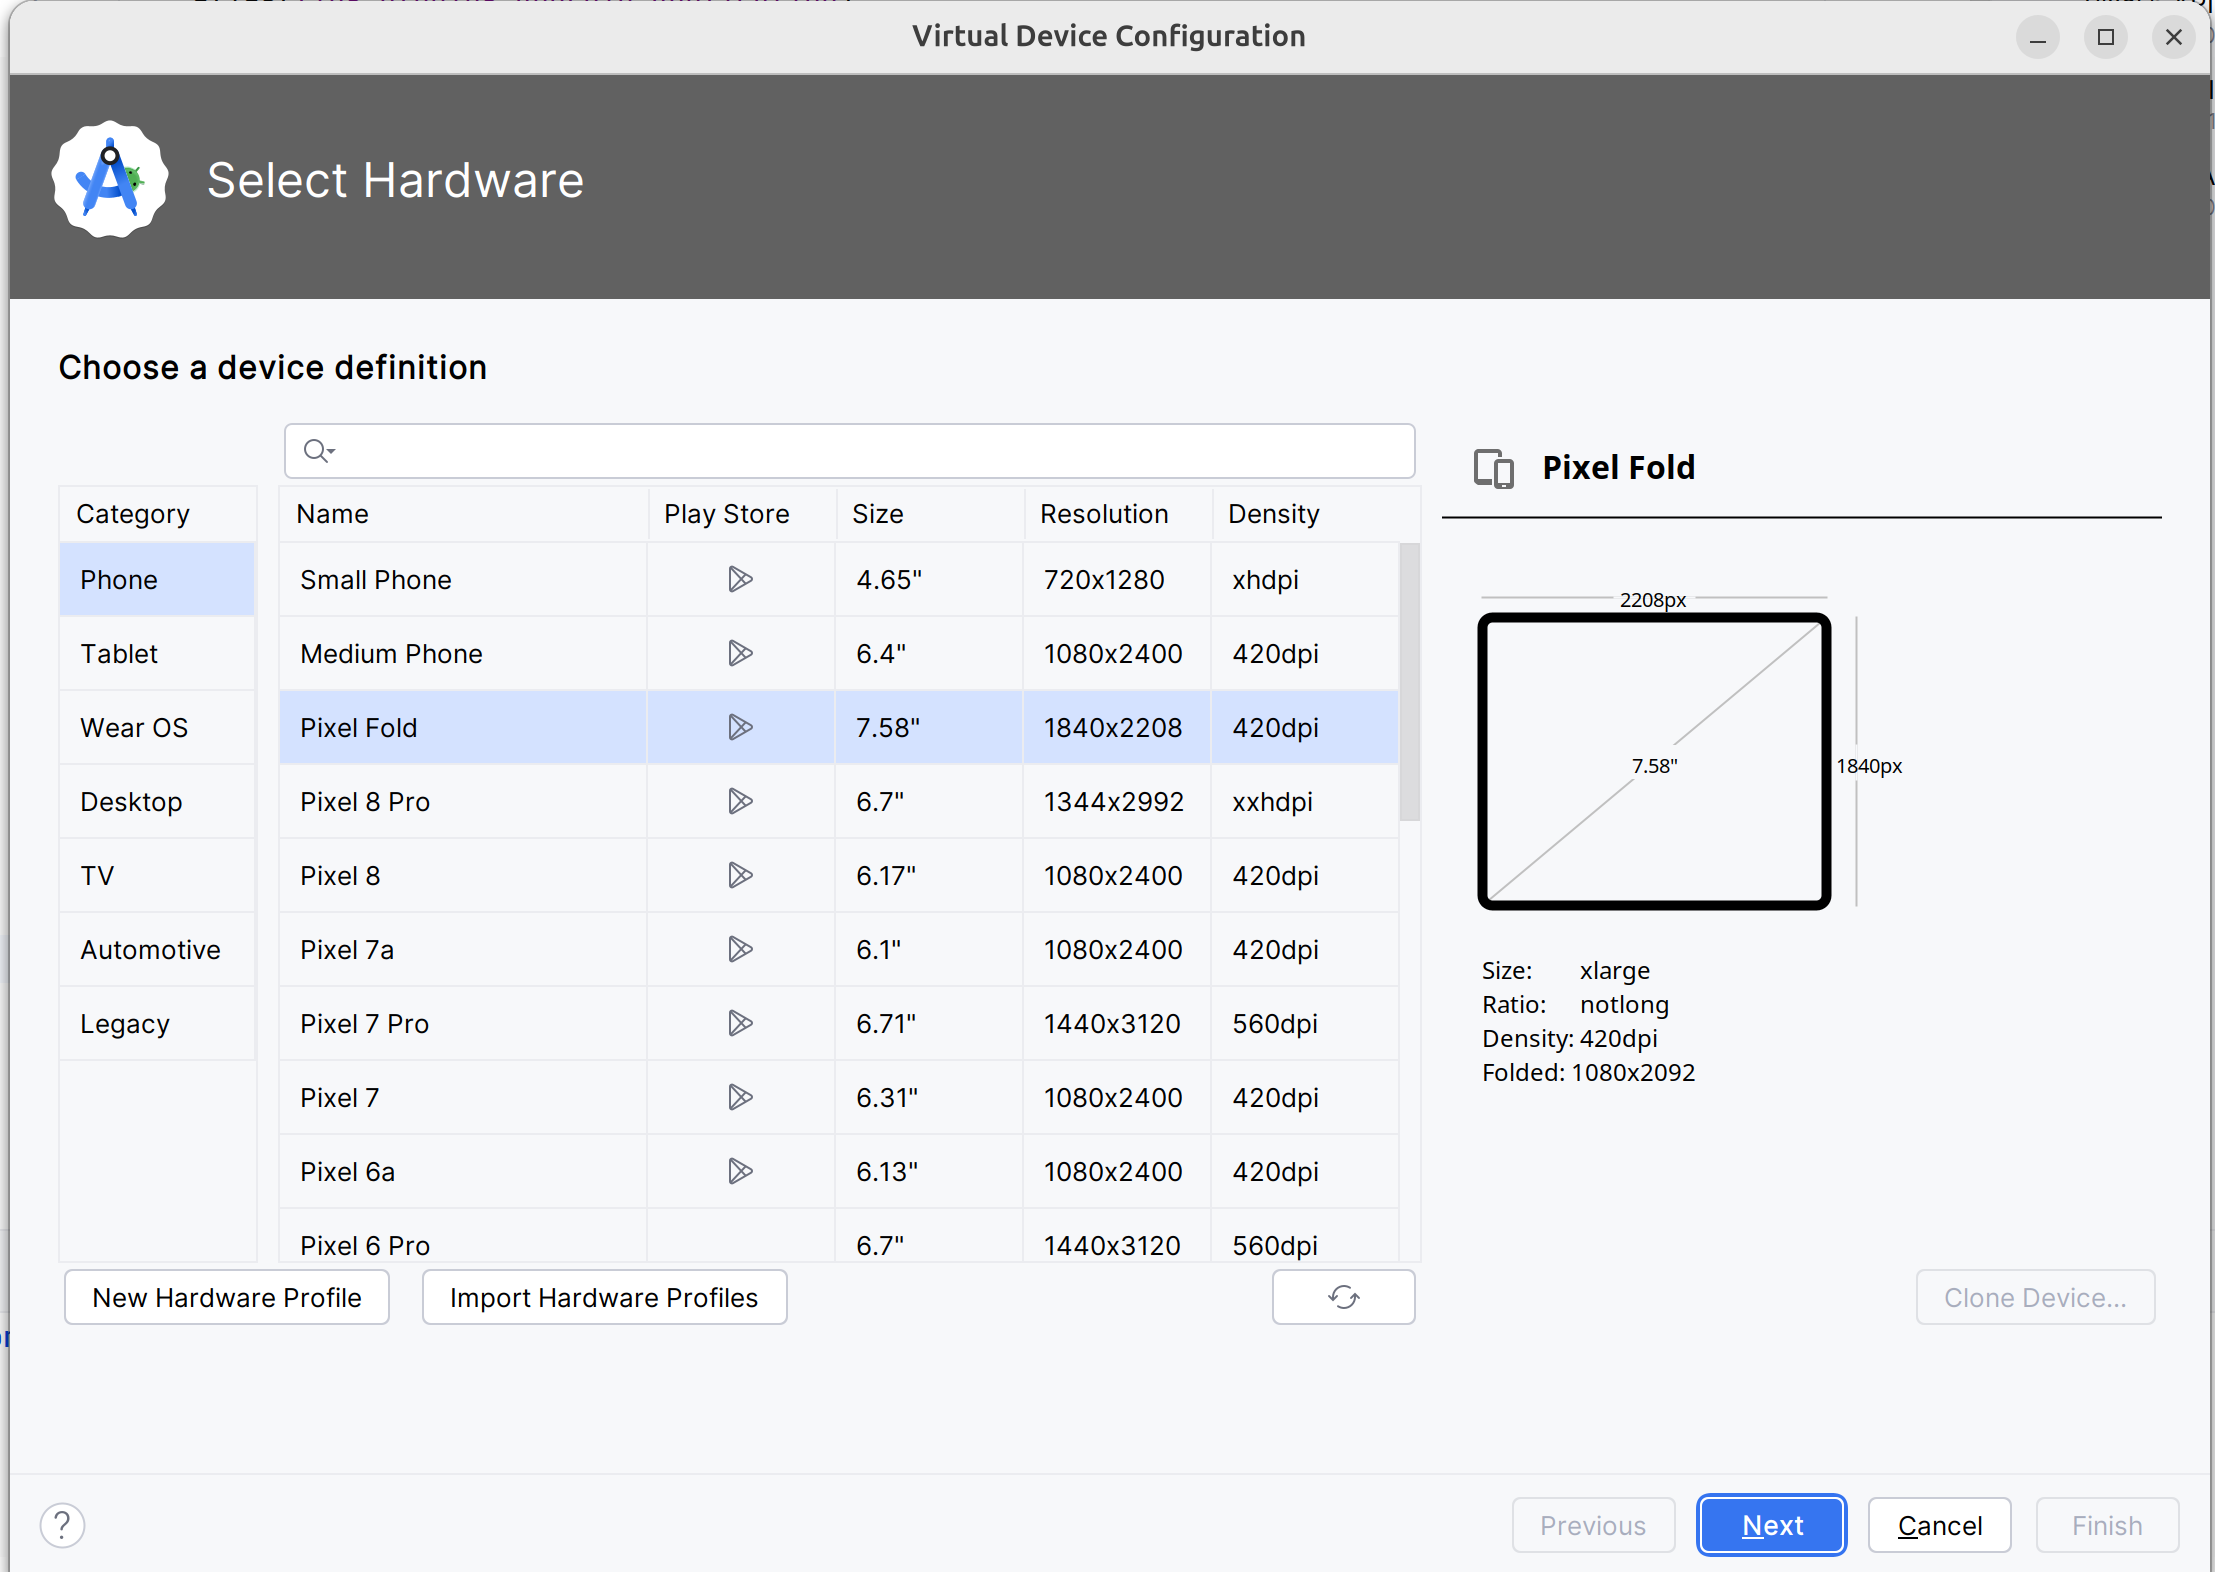 Virtual Device Configuration
Select Hardware
Choose a device definition
Category
Phone
Tablet
Wear OS
Desktop
TV
Automotive
Legacy
Name Play Store Size Resolution Density
Small Phone 4.65" 720x1280 xhdpi
Medium Phone 6.4" 1080x2400 420dpi
Pixel Fold 7.58" 1840x2208 420dpi
Pixel 8 Pro 6.7" 1344x2992 xxhdpi
Pixel 8 6.17" 1080x2400 420dpi
Pixel 7a 6.1" 1080x2400 420dpi
Pixel 7 Pro 6.71" 1440x3120 560dpi
Pixel 7 6.31" 1080x2400 420dpi
Pixel 6a 6.13" 1080x2400 420dpi
Pixel 6 Pro 6.7" 1440x3120 560dpi
Pixel Fold
2208px
7.58"
1840px
Size: xlarge
Ratio: notlong
Density: 420dpi
Folded: 1080x2092
New Hardware Profile Import Hardware Profiles Clone Device...
? Previous Next Cancel Finish